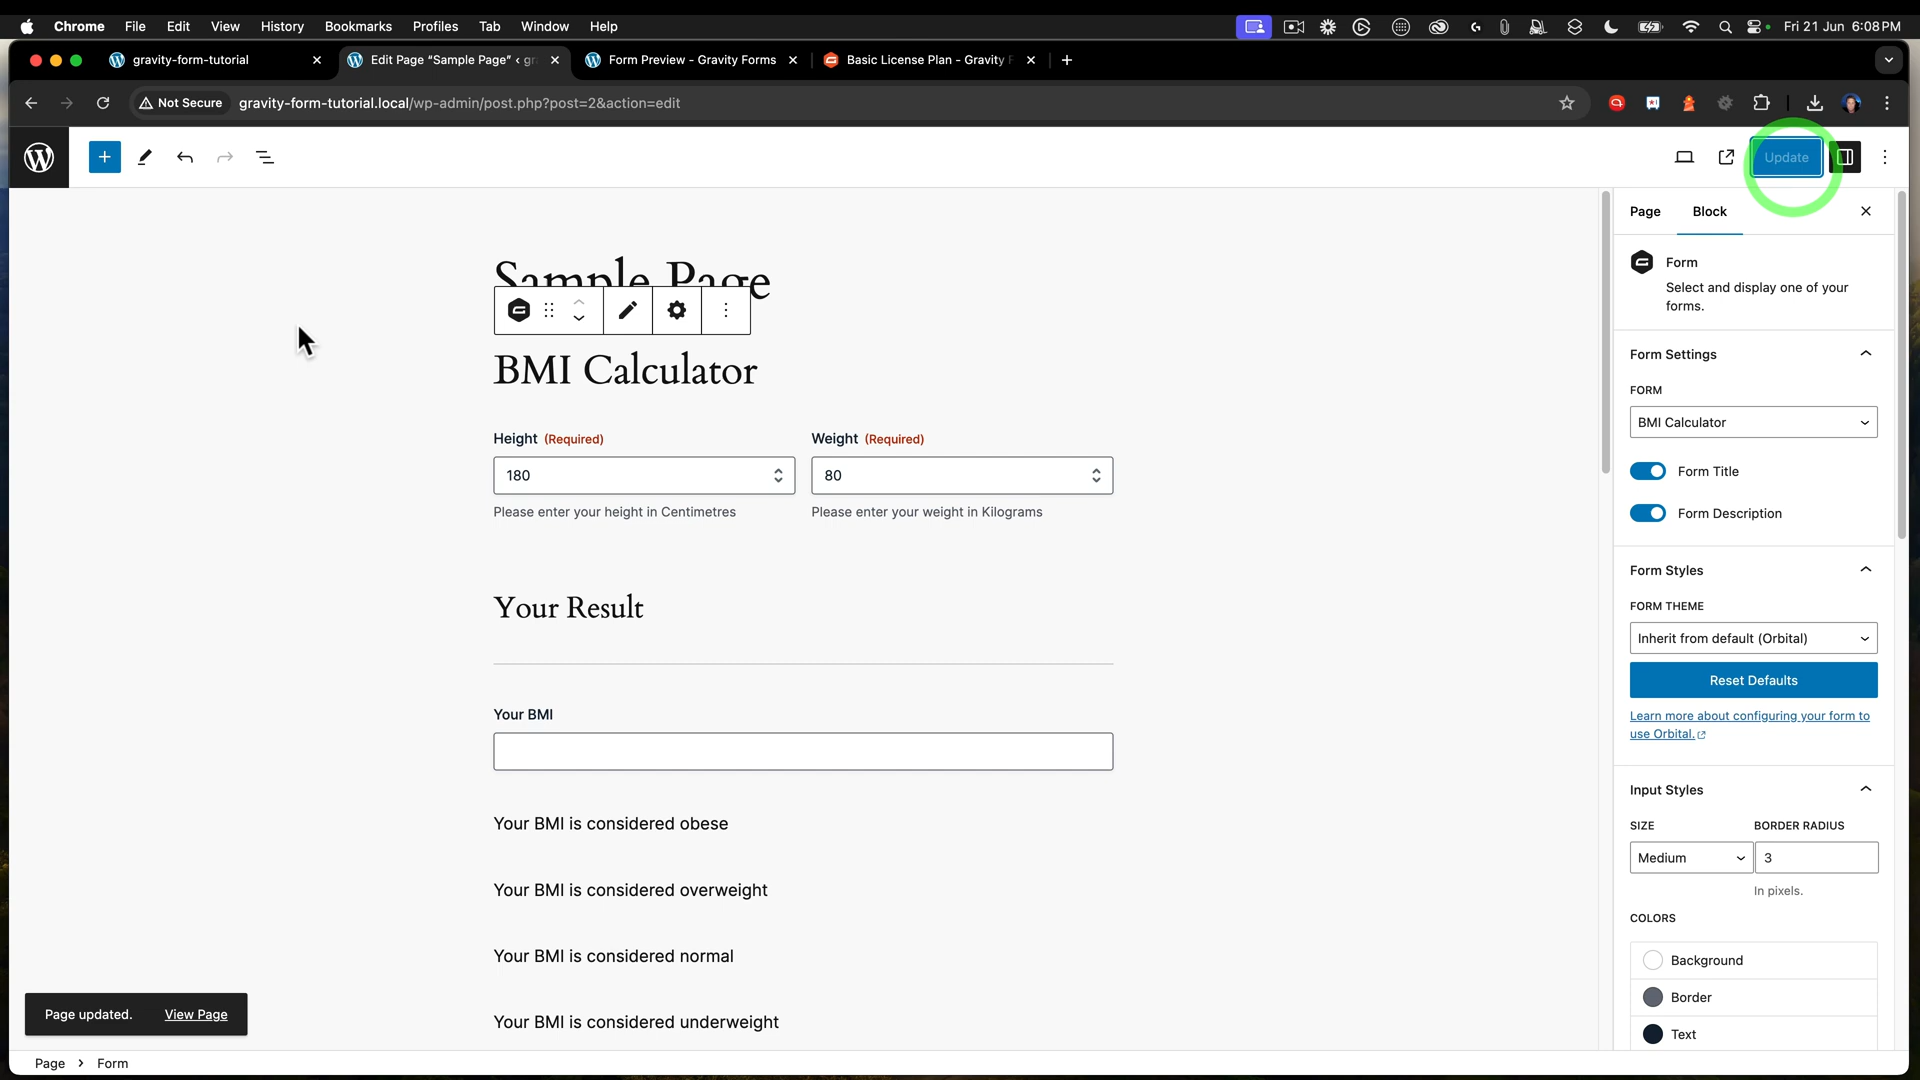 Chrome File Edit View History Bookmarks Profiles Tab Window Help Fri 21 Jun 6:08 PM
gravity-form-tutorial
Edit Page “Sample Page” ‹ gr
Form Preview - Gravity Forms
Basic License Plan - Gravity F
Not Secure gravity-form-tutorial.local/wp-admin/post.php?post=2&action=edit
Update
Sample Page
BMI Calculator
Height (Required)
Weight (Required)
180
80
Please enter your height in Centimetres
Please enter your weight in Kilograms
Your Result
Your BMI
Your BMI is considered obese
Your BMI is considered overweight
Your BMI is considered normal
Your BMI is considered underweight
Page updated. View Page
Page › Form
Page Block
Form
Select and display one of your
forms.
Form Settings
FORM
BMI Calculator
Form Title
Form Description
Form Styles
FORM THEME
Inherit from default (Orbital)
Reset Defaults
Learn more about configuring your form to
use Orbital.
Input Styles
SIZE BORDER RADIUS
Medium 3
In pixels.
COLORS
Background
Border
Text